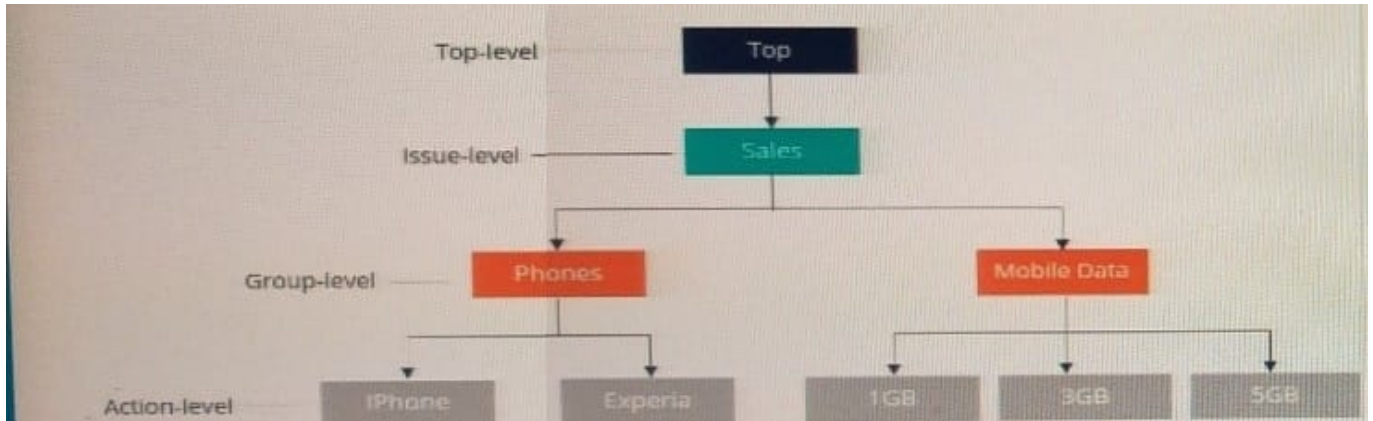 Top-level
Top
Issue-level
Sales
Group-level
Phones
Mobile Data
Action-level
IPhone
Experia
1GB
3GB
5GB